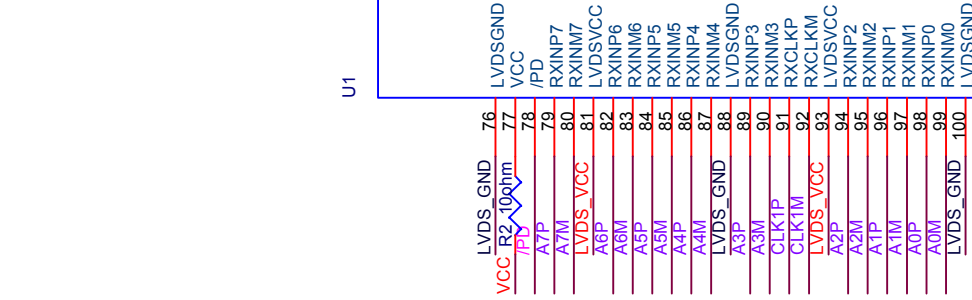 U1
LVDSGND
VCC
/PD
RXINP7
RXINM7
LVDSVCC
RXINP6
RXINM6
RXINP5
RXINM5
RXINP4
RXINM4
LVDSGND
RXINP3
RXINM3
RXCLKP
RXCLKM
LVDSVCC
RXINP2
RXINM2
RXINP1
RXINM1
RXINP0
RXINM0
LVDSGND
76
77
78
79
80
81
82
83
84
85
86
87
88
89
90
91
92
93
94
95
96
97
98
99
100
LVDS_GND
VCC R2 10ohm
/PD
A7P
A7M
LVDS_VCC
A6P
A6M
A5P
A5M
A4P
A4M
LVDS_GND
A3P
A3M
CLK1P
CLK1M
LVDS_VCC
A2P
A2M
A1P
A1M
A0P
A0M
LVDS_GND